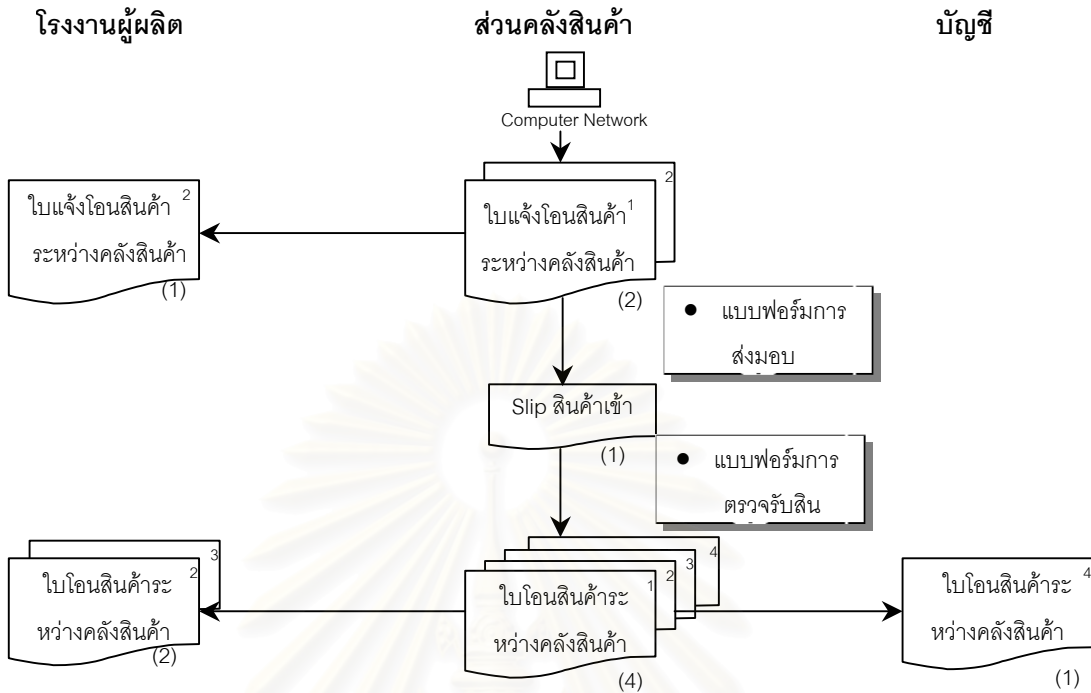 โรงงานผู้ผลิต
ส่วนคลังสินค้า
บัญชี
Computer Network
ใบแจ้งโอนสินค้า 2
ระหว่างคลังสินค้า
(1)
2
ใบแจ้งโอนสินค้า 1
ระหว่างคลังสินค้า
(2)
● แบบฟอร์มการ
ส่งมอบ
Slip สินค้าเข้า
(1)
● แบบฟอร์มการ
ตรวจรับสิน
3
ใบโอนสินค้าระ 2
หว่างคลังสินค้า
(2)
4
3
2
ใบโอนสินค้าระ 1
หว่างคลังสินค้า
(4)
ใบโอนสินค้าระ 4
หว่างคลังสินค้า
(1)